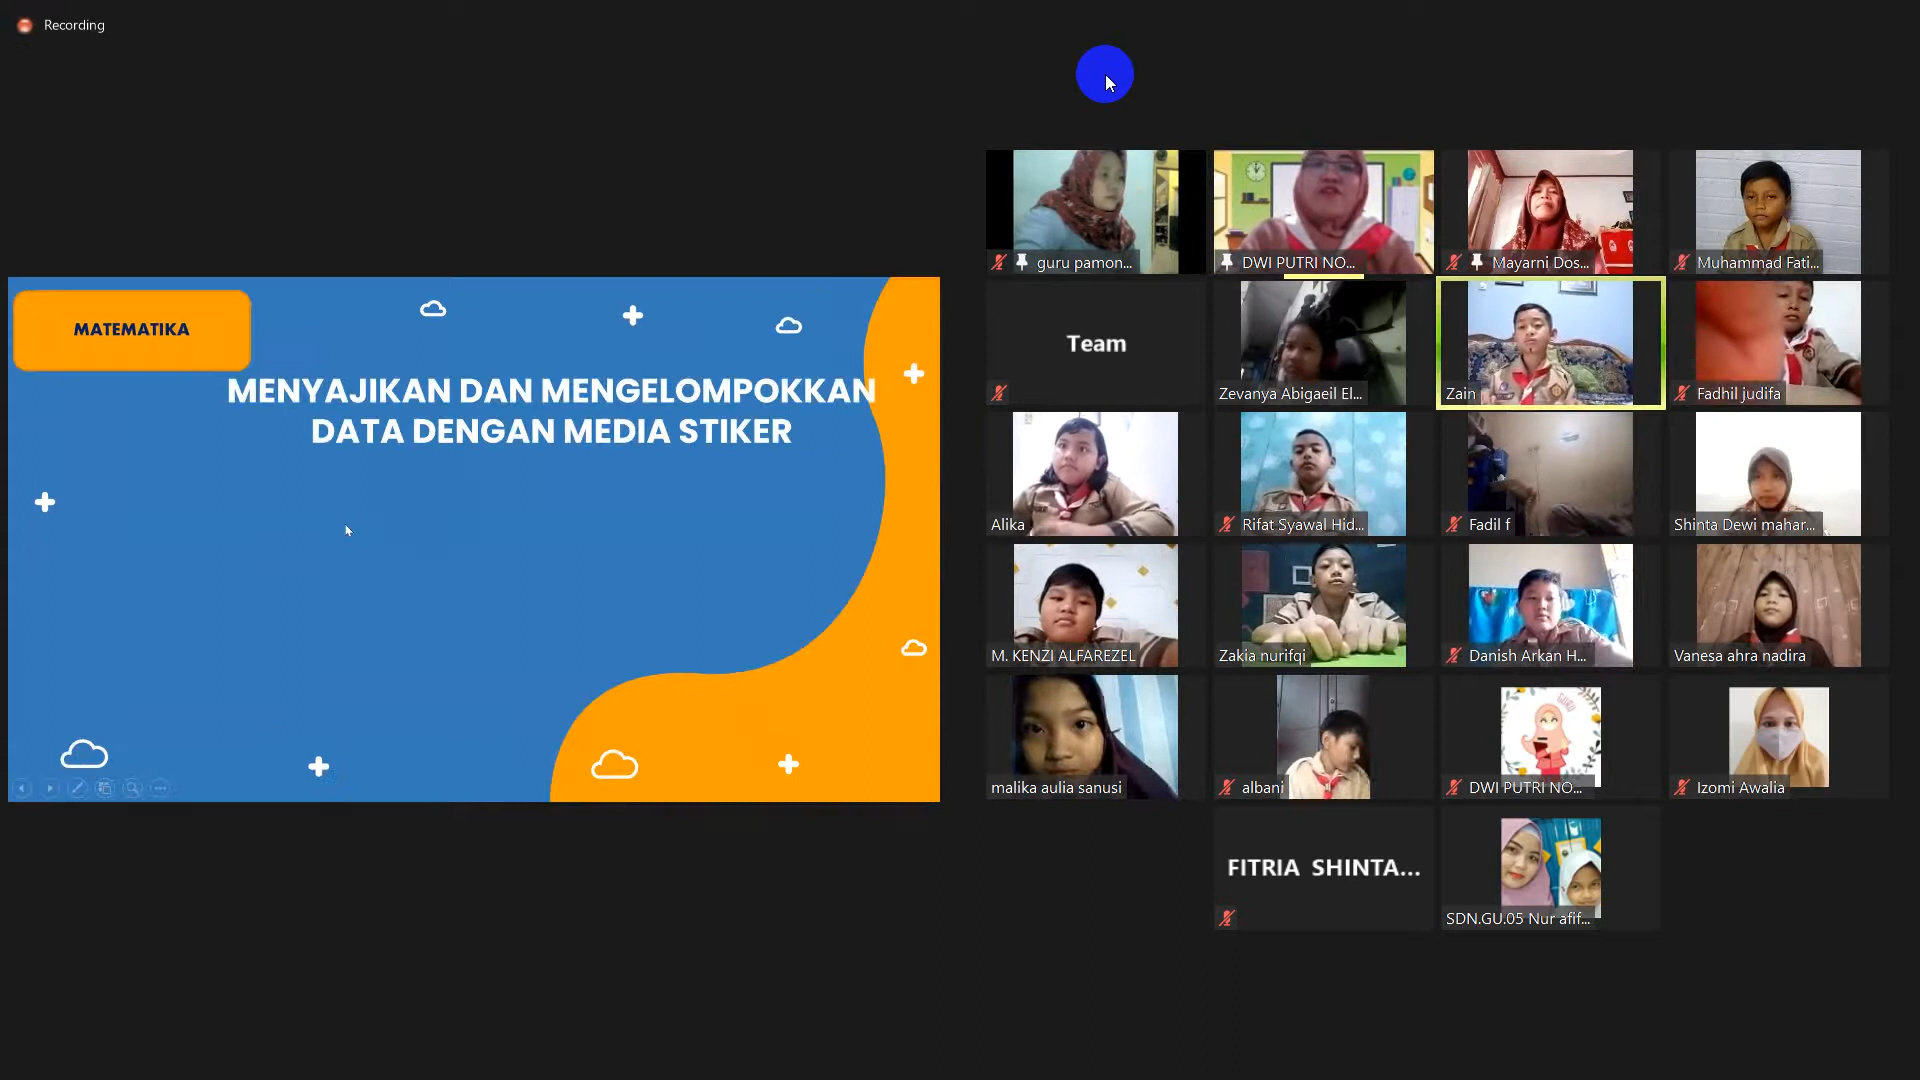 Recording
MATEMATIKA
MENYAJIKAN DAN MENGELOMPOKKAN
DATA DENGAN MEDIA STIKER
guru pamon...
DWI PUTRI NO...
Mayarni Dos...
Muhammad Fati...
Team
Zevanya Abigaeil El...
Zain
Fadhil judifa
Alika
Rifat Syawal Hid...
Fadil f
Shinta Dewi mahar...
M. KENZI ALFAREZEL
Zakia nurifqi
Danish Arkan H...
Vanesa ahra nadira
malika aulia sanusi
albani
GURU
DWI PUTRI NO...
Izomi Awalia
FITRIA SHINTA...
SDN.GU.05 Nur afif...